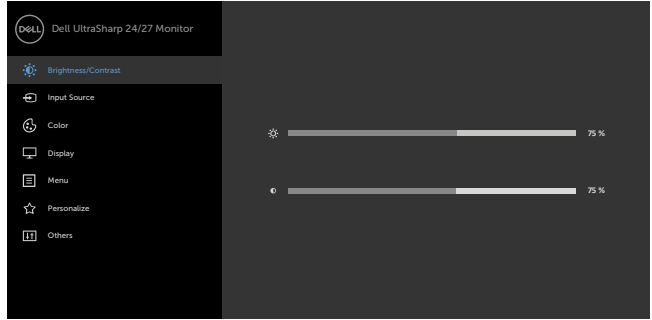 DELL
Dell UltraSharp 24/27 Monitor
Brightness/Contrast
Input Source
Color
Display
Menu
Personalize
Others
75 %
75 %